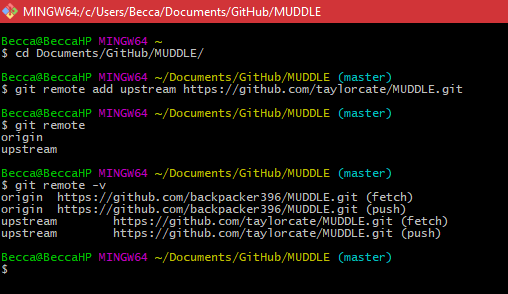 MINGW64:/c/Users/Becca/Documents/GitHub/MUDDLE
Becca@BeccaHP MINGW64 ~
$ cd Documents/GitHub/MUDDLE/
Becca@BeccaHP MINGW64 ~/Documents/GitHub/MUDDLE (master)
$ git remote add upstream https://github.com/taylorcate/MUDDLE.git
Becca@BeccaHP MINGW64 ~/Documents/GitHub/MUDDLE (master)
$ git remote
origin
upstream
Becca@BeccaHP MINGW64 ~/Documents/GitHub/MUDDLE (master)
$ git remote -v
origin  https://github.com/backpacker396/MUDDLE.git (fetch)
origin  https://github.com/backpacker396/MUDDLE.git (push)
upstream        https://github.com/taylorcate/MUDDLE.git (fetch)
upstream        https://github.com/taylorcate/MUDDLE.git (push)
Becca@BeccaHP MINGW64 ~/Documents/GitHub/MUDDLE (master)
$